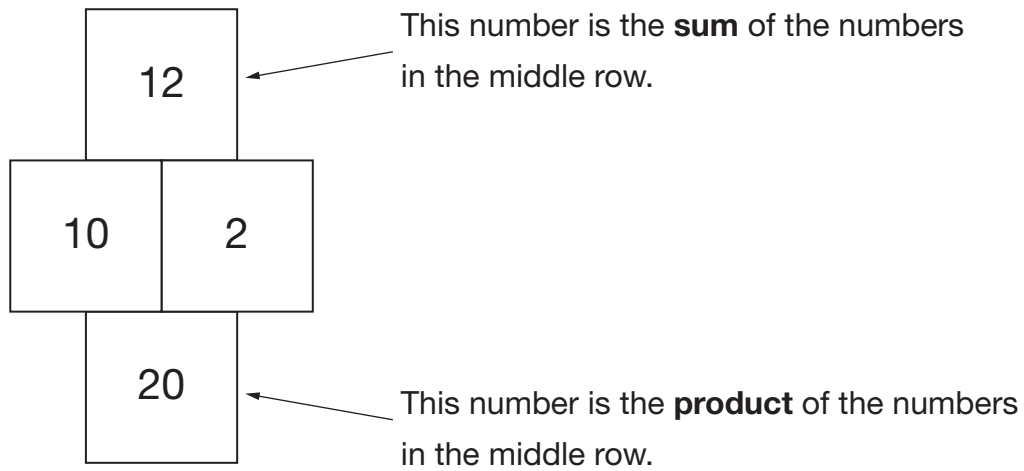 This number is the sum of the numbers
in the middle row.
12
10 2
20
This number is the product of the numbers
in the middle row.